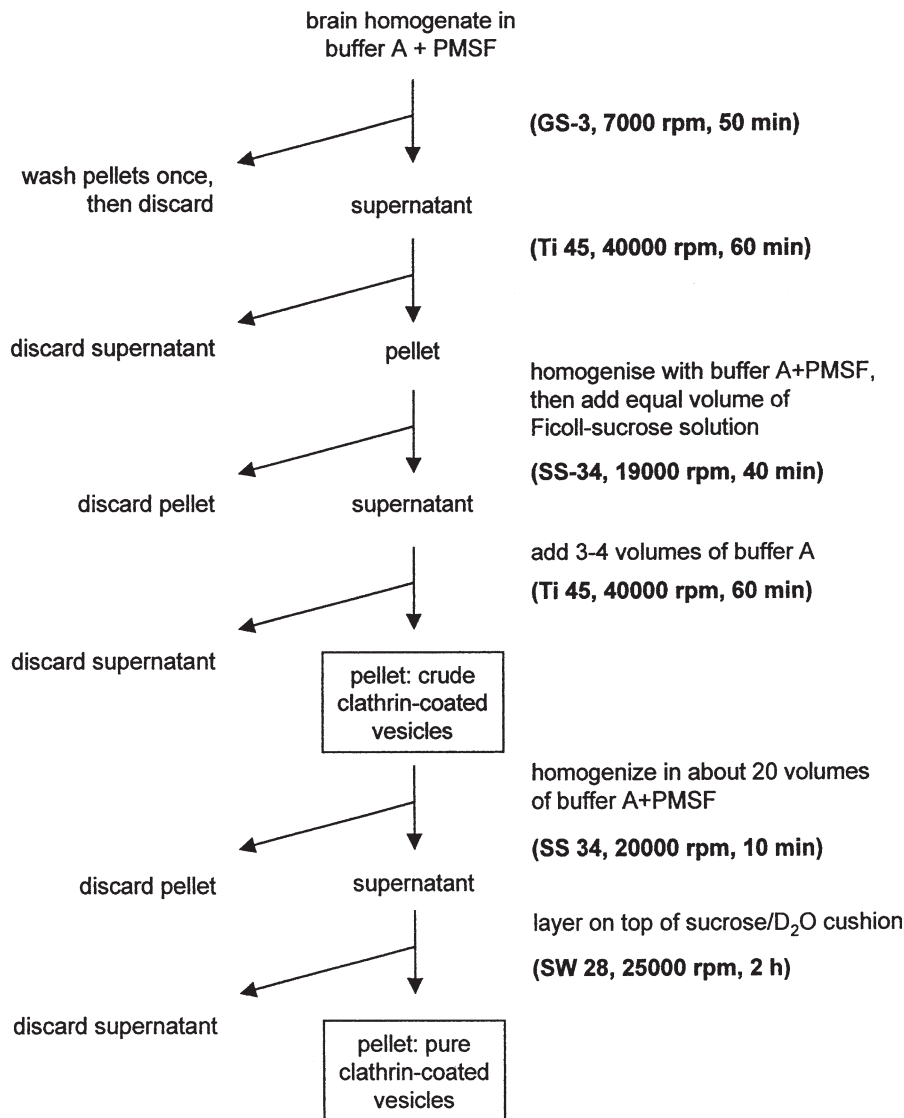 brain homogenate in
buffer A + PMSF
(GS-3, 7000 rpm, 50 min)
wash pellets once,
then discard
supernatant
(Ti 45, 40000 rpm, 60 min)
discard supernatant
pellet
homogenise with buffer A+PMSF,
then add equal volume of
Ficoll-sucrose solution
(SS-34, 19000 rpm, 40 min)
discard pellet
supernatant
add 3-4 volumes of buffer A
(Ti 45, 40000 rpm, 60 min)
discard supernatant
pellet: crude
clathrin-coated
vesicles
homogenize in about 20 volumes
of buffer A+PMSF
(SS 34, 20000 rpm, 10 min)
discard pellet
supernatant
layer on top of sucrose/D₂O cushion
(SW 28, 25000 rpm, 2 h)
discard supernatant
pellet: pure
clathrin-coated
vesicles